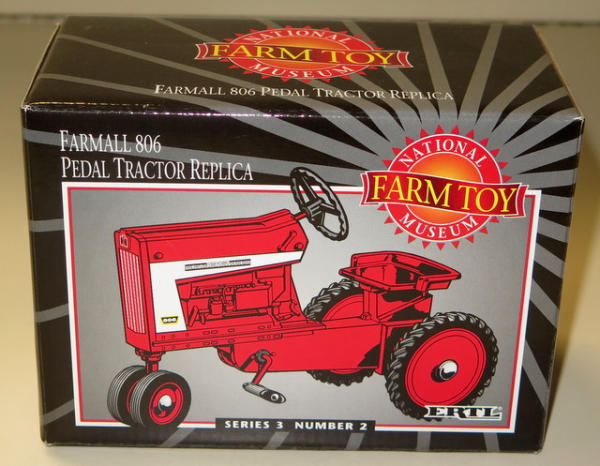 NATIONAL
FARM TOY
MUSEUM
FARMALL 806 PEDAL TRACTOR REPLICA
FARMALL 806
PEDAL TRACTOR REPLICA
NATIONAL
FARM TOY
MUSEUM
806
SERIES 3 NUMBER 2
ERTL